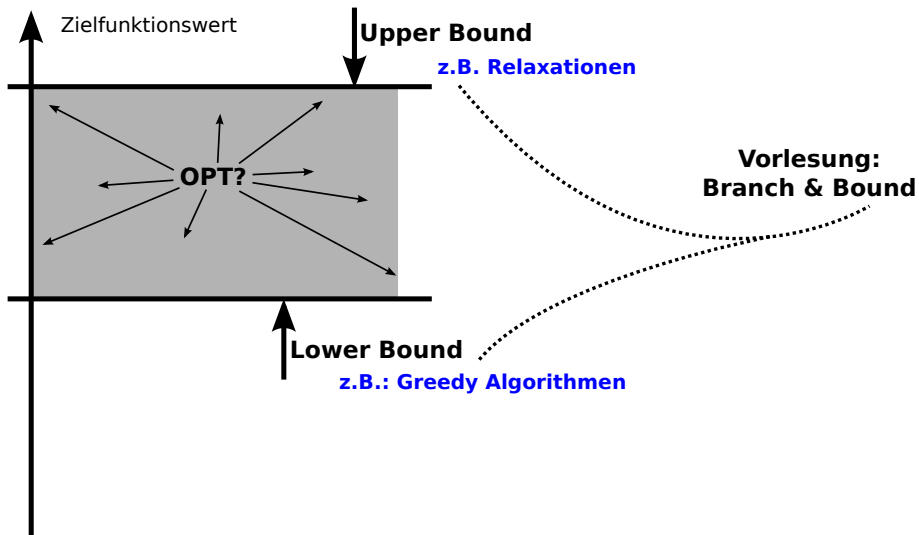 Zielfunktionswert
Upper Bound
z.B. Relaxationen
OPT?
Vorlesung:
Branch & Bound
Lower Bound
z.B.: Greedy Algorithmen